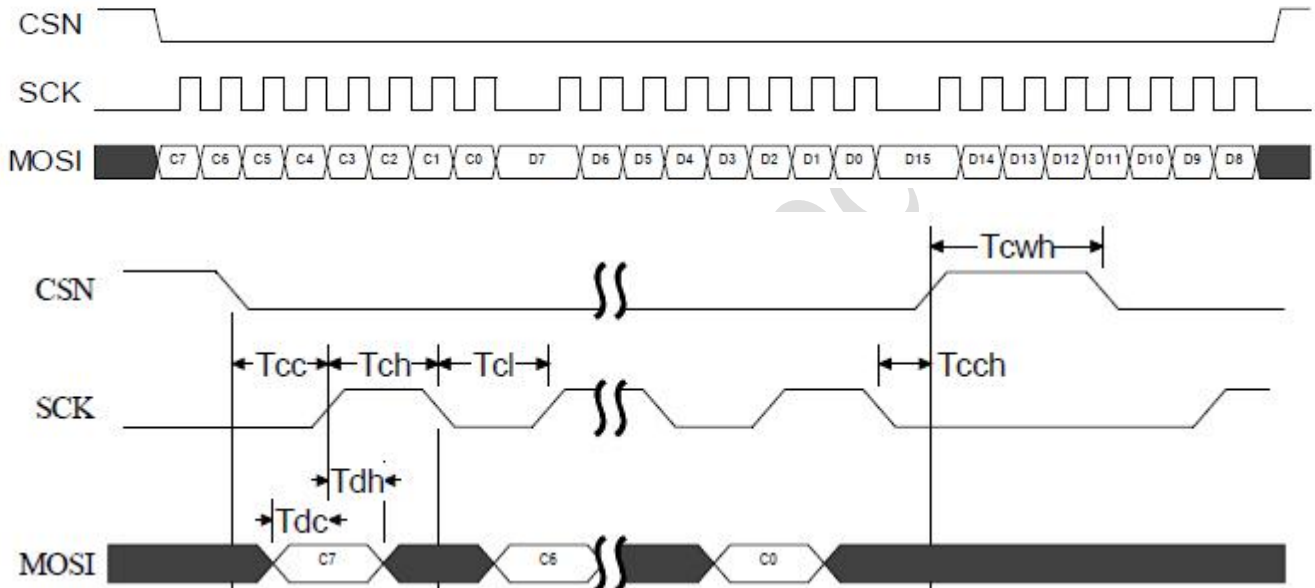 CSN
SCK
MOSI C7 C6 C5 C4 C3 C2 C1 C0 D7 D6 D5 D4 D3 D2 D1 D0 D15 D14 D13 D12 D11 D10 D9 D8
Tcwh
CSN
Tcc Tch Tcl Tcch
SCK
Tdh
Tdc
MOSI C7 C6 C0